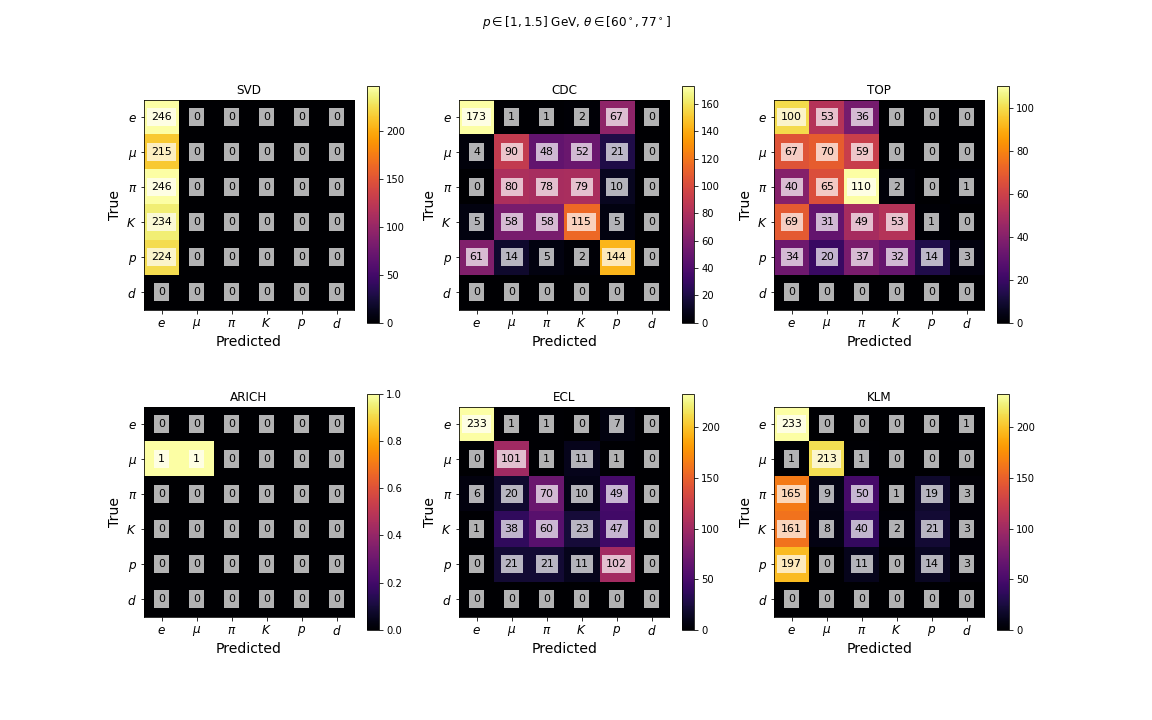 p ∈ [1, 1.5] GeV, θ ∈ [60°, 77°]
SVD
True
e 246 0 0 0 0 0
μ 215 0 0 0 0 0
π 246 0 0 0 0 0
K 234 0 0 0 0 0
p 224 0 0 0 0 0
d 0 0 0 0 0 0
e μ π K p d
Predicted
200
150
100
50
0
CDC
True
e 173 1 1 2 67 0
μ 4 90 48 52 21 0
π 0 80 78 79 10 0
K 5 58 58 115 5 0
p 61 14 5 2 144 0
d 0 0 0 0 0 0
e μ π K p d
Predicted
160
140
120
100
80
60
40
20
0
TOP
True
e 100 53 36 0 0 0
μ 67 70 59 0 0 0
π 40 65 110 2 0 1
K 69 31 49 53 1 0
p 34 20 37 32 14 3
d 0 0 0 0 0 0
e μ π K p d
Predicted
100
80
60
40
20
0
ARICH
True
e 0 0 0 0 0 0
μ 1 1 0 0 0 0
π 0 0 0 0 0 0
K 0 0 0 0 0 0
p 0 0 0 0 0 0
d 0 0 0 0 0 0
e μ π K p d
Predicted
1.0
0.8
0.6
0.4
0.2
0.0
ECL
True
e 233 1 1 0 7 0
μ 0 101 1 11 1 0
π 6 20 70 10 49 0
K 1 38 60 23 47 0
p 0 21 21 11 102 0
d 0 0 0 0 0 0
e μ π K p d
Predicted
200
150
100
50
0
KLM
True
e 233 0 0 0 0 1
μ 1 213 1 0 0 0
π 165 9 50 1 19 3
K 161 8 40 2 21 3
p 197 0 11 0 14 3
d 0 0 0 0 0 0
e μ π K p d
Predicted
200
150
100
50
0